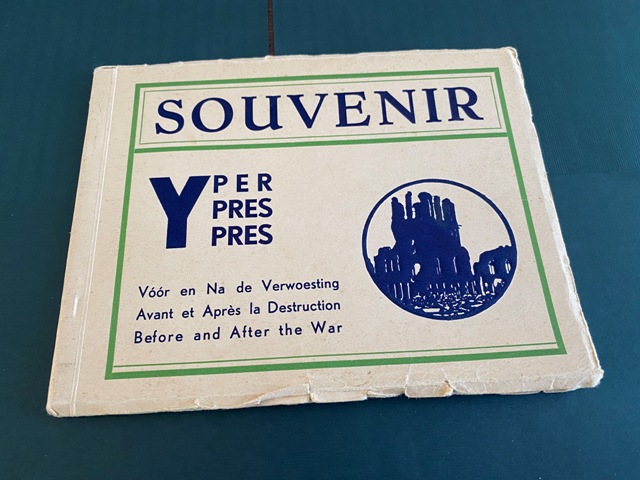 SOUVENIR
YPER
YPRES
YPRES
Vóór en Na de Verwoesting
Avant et Après la Destruction
Before and After the War